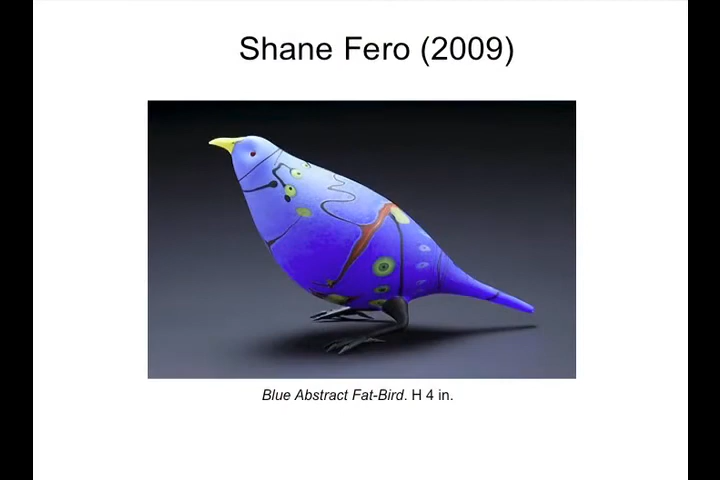 Shane Fero (2009)
Blue Abstract Fat-Bird. H 4 in.